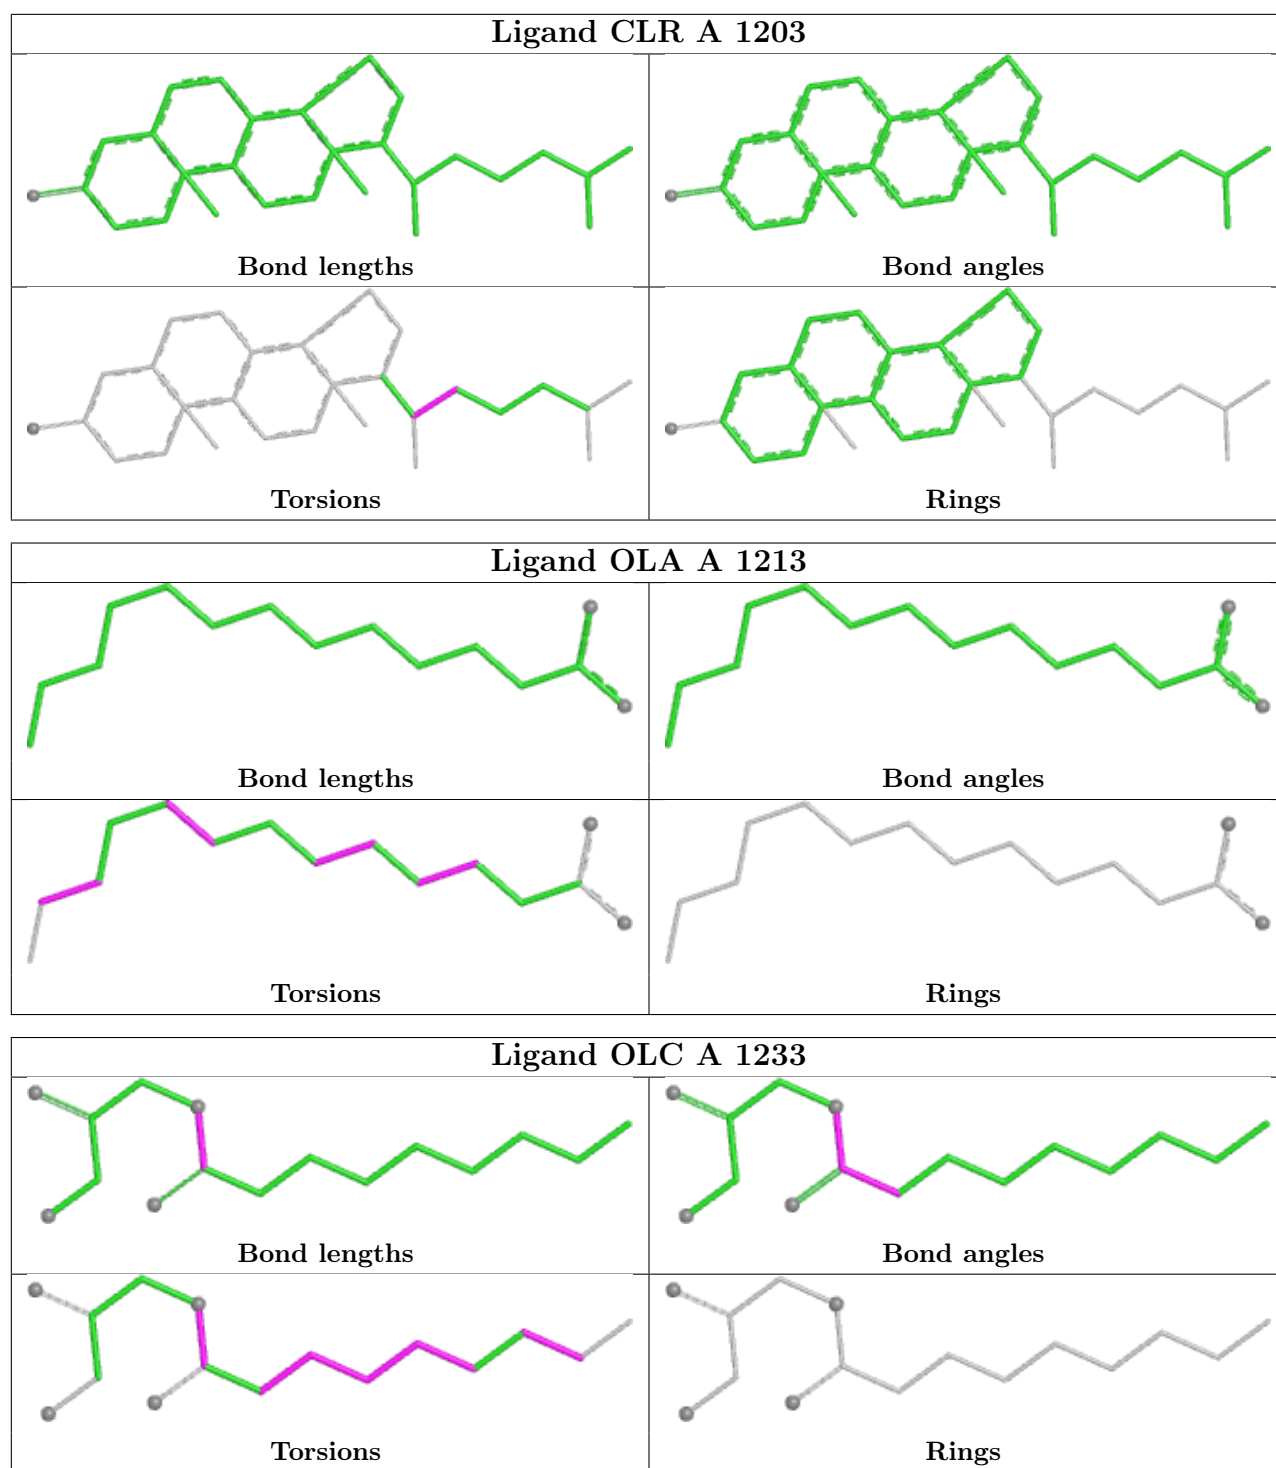 Ligand CLR A 1203
Bond lengths
Bond angles
Torsions
Rings
Ligand OLA A 1213
Bond lengths
Bond angles
Torsions
Rings
Ligand OLC A 1233
Bond lengths
Bond angles
Torsions
Rings